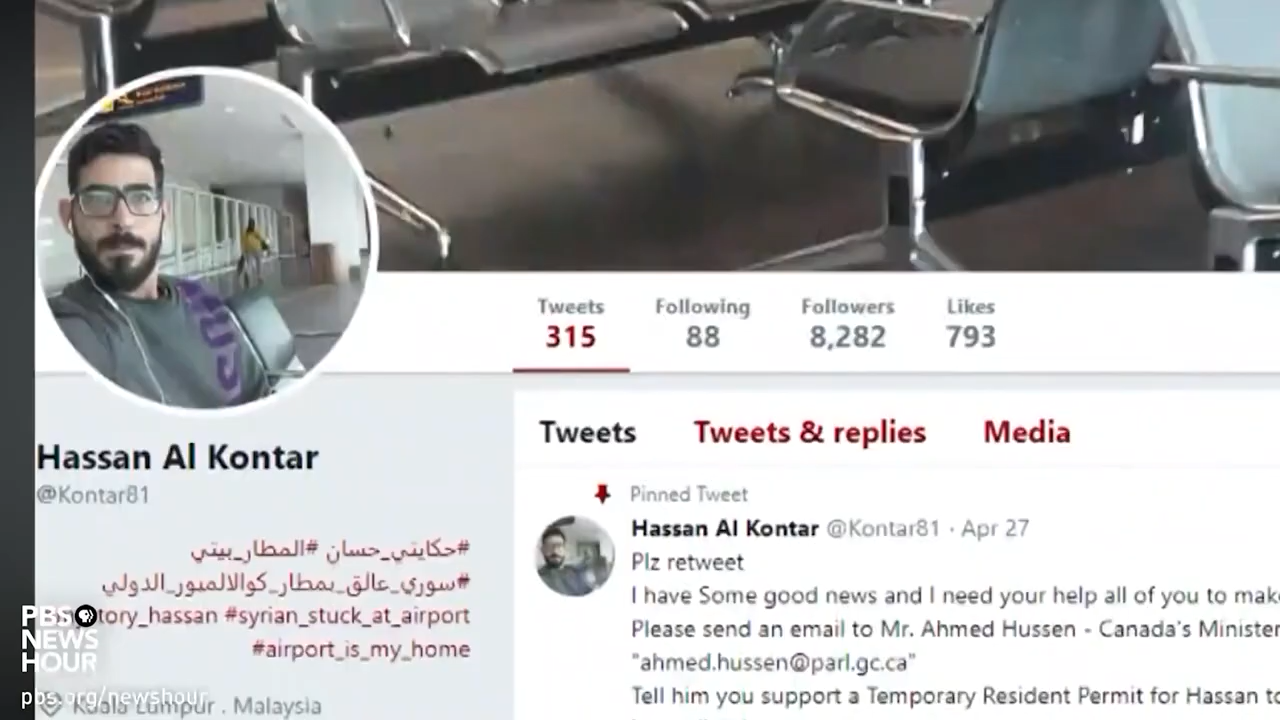 Tweets Following Followers Likes
315 88 8,282 793
Tweets Tweets & replies Media
Hassan Al Kontar
@Kontar81
#حكايتي_حسان #المطار_بيتي
#سوري_عالق_بمطار_كوالالمبور_الدولي
tory_hassan #syrian_stuck_at_airport
#airport_is_my_home
Kuala Lumpur . Malaysia
Pinned Tweet
Hassan Al Kontar @Kontar81 · Apr 27
Plz retweet
I have Some good news and I need your help all of you to mak
Please send an email to Mr. Ahmed Hussen - Canada's Minister
"ahmed.hussen@parl.gc.ca"
Tell him you support a Temporary Resident Permit for Hassan to
PBS
NEWS
HOUR
pbs.org/newshour